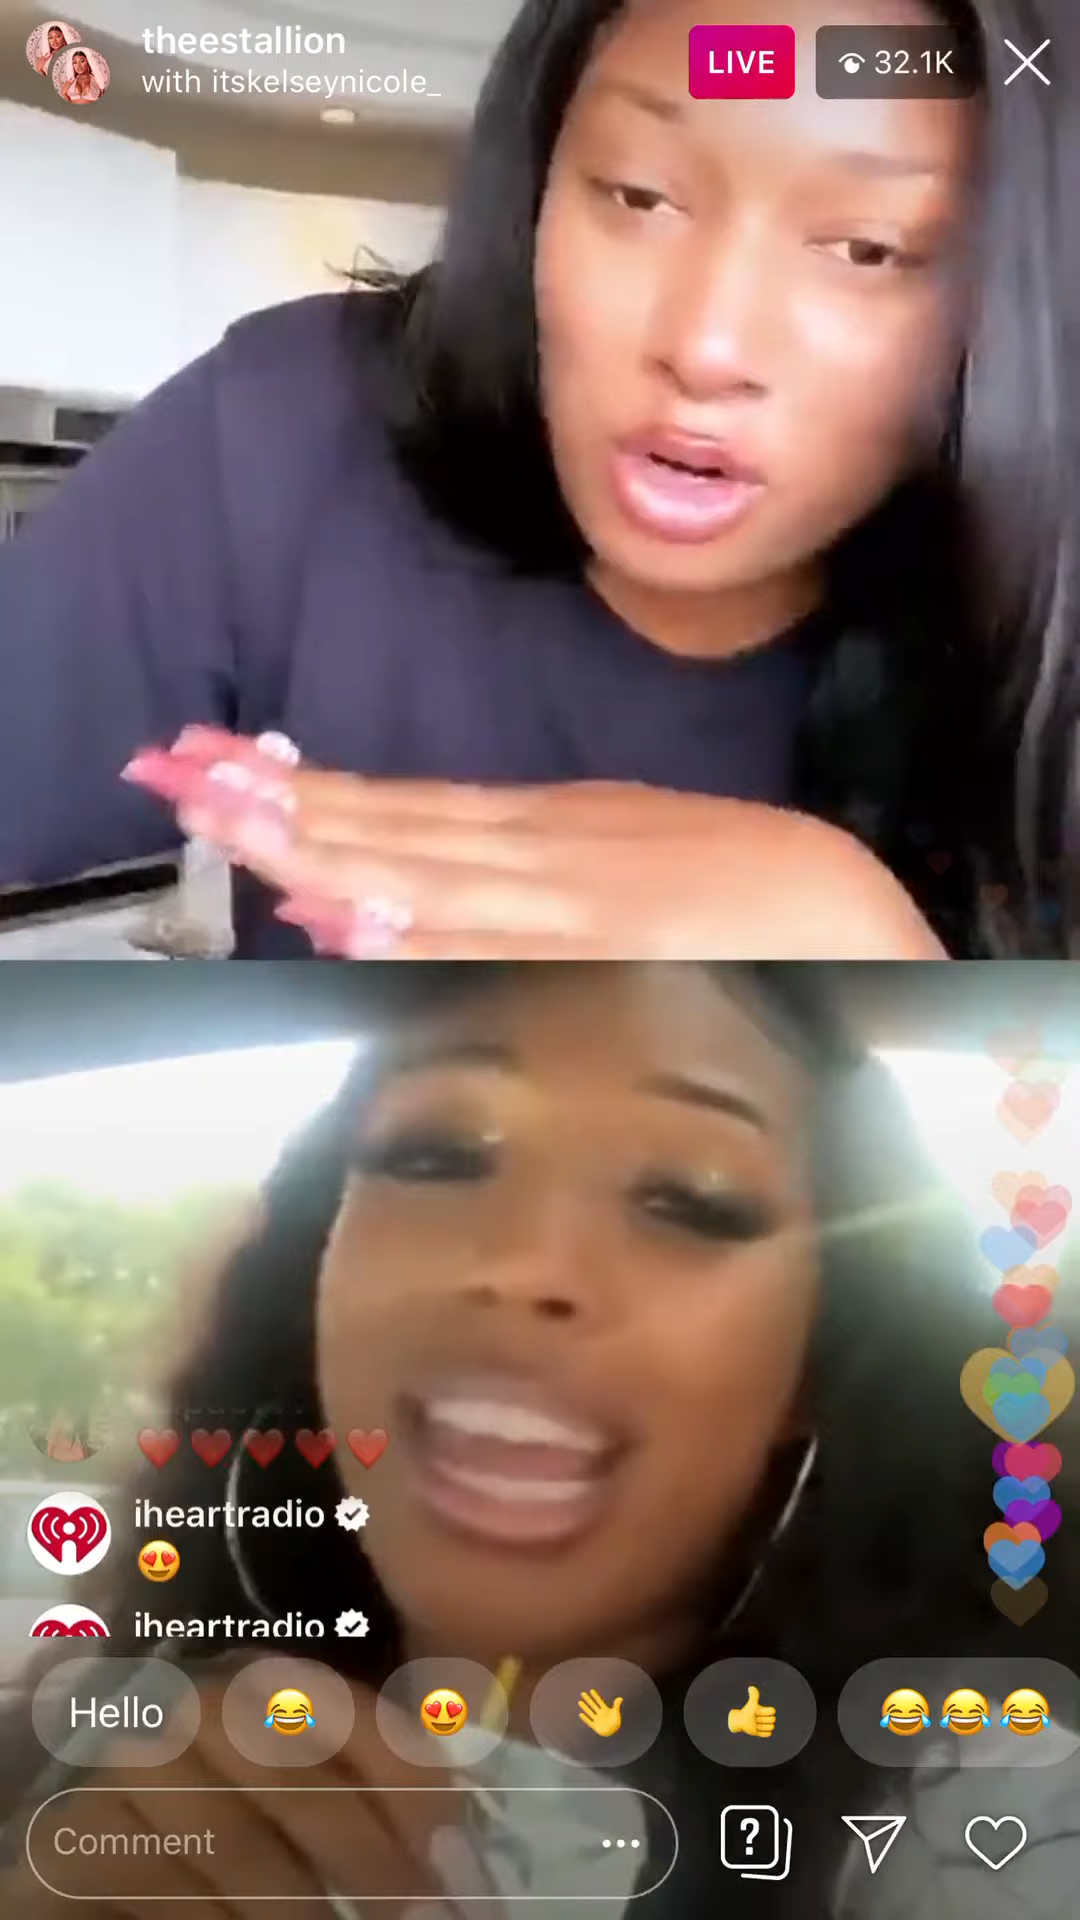 theestallion
with itskelseynicole_
LIVE
32.1K
❤️❤️❤️❤️❤️
iheartradio
😍
iheartradio
Hello
😂
😍
👋
👍
😂😂😂
Comment
...
?